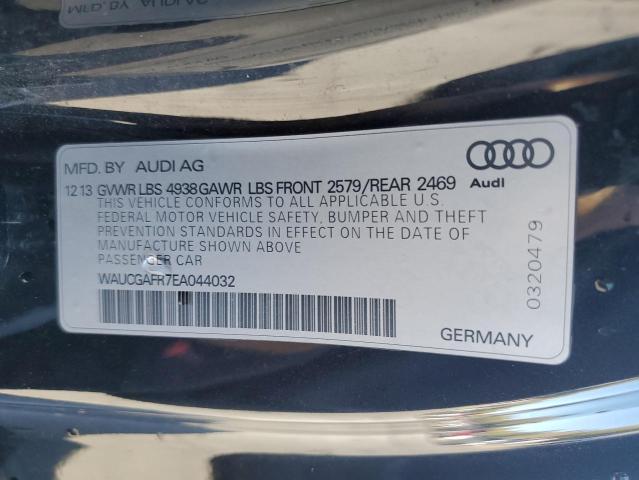 MFD. BY AUDI AG
12 13 GVWR LBS 4938 GAWR LBS FRONT 2579/REAR 2469
Audi
THIS VEHICLE CONFORMS TO ALL APPLICABLE U.S.
FEDERAL MOTOR VEHICLE SAFETY, BUMPER AND THEFT
PREVENTION STANDARDS IN EFFECT ON THE DATE OF
MANUFACTURE SHOWN ABOVE
PASSENGER CAR
WAUCGAFR7EA044032
GERMANY
0320479